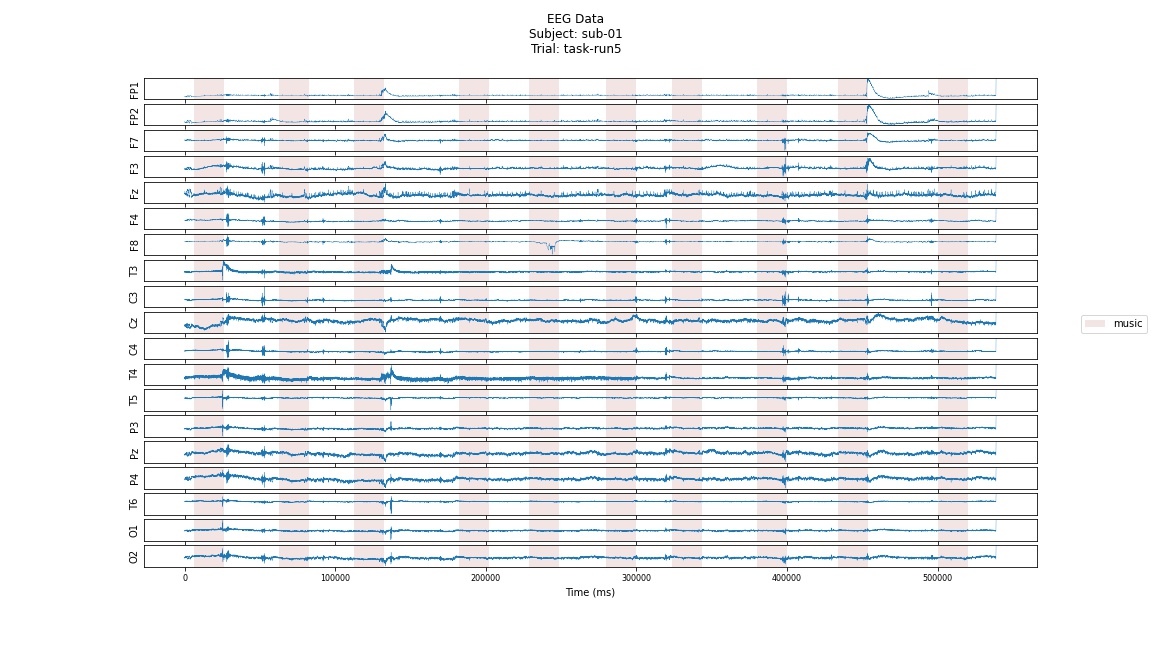 EEG Data
Subject: sub-01
Trial: task-run5
FP1
FP2
F7
F3
Fz
F4
F8
T3
C3
Cz
C4
T4
T5
P3
Pz
P4
T6
O1
O2
music
0 100000 200000 300000 400000 500000
Time (ms)